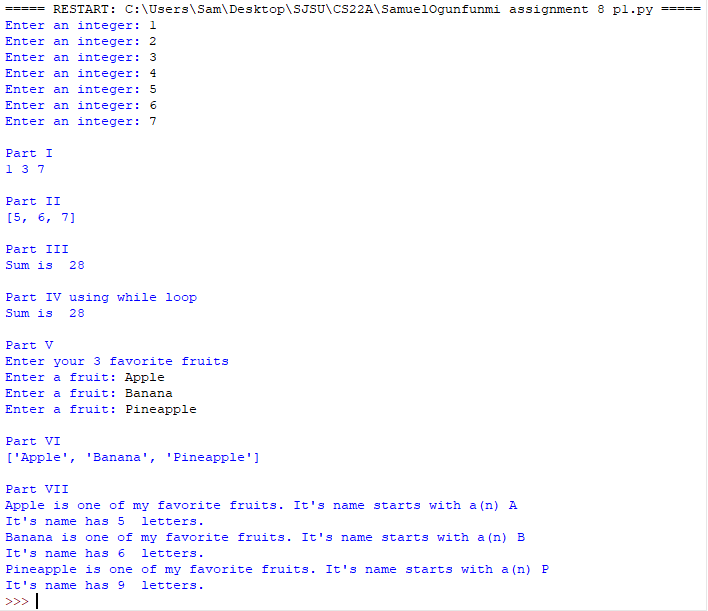 ===== RESTART: C:\Users\Sam\Desktop\SJSU\CS22A\SamuelOgunfunmi assignment 8 p1.py =====
Enter an integer: 1
Enter an integer: 2
Enter an integer: 3
Enter an integer: 4
Enter an integer: 5
Enter an integer: 6
Enter an integer: 7

Part I
1 3 7

Part II
[5, 6, 7]

Part III
Sum is  28

Part IV using while loop
Sum is  28

Part V
Enter your 3 favorite fruits
Enter a fruit: Apple
Enter a fruit: Banana
Enter a fruit: Pineapple

Part VI
['Apple', 'Banana', 'Pineapple']

Part VII
Apple is one of my favorite fruits. It's name starts with a(n) A
It's name has 5  letters.
Banana is one of my favorite fruits. It's name starts with a(n) B
It's name has 6  letters.
Pineapple is one of my favorite fruits. It's name starts with a(n) P
It's name has 9  letters.
>>>